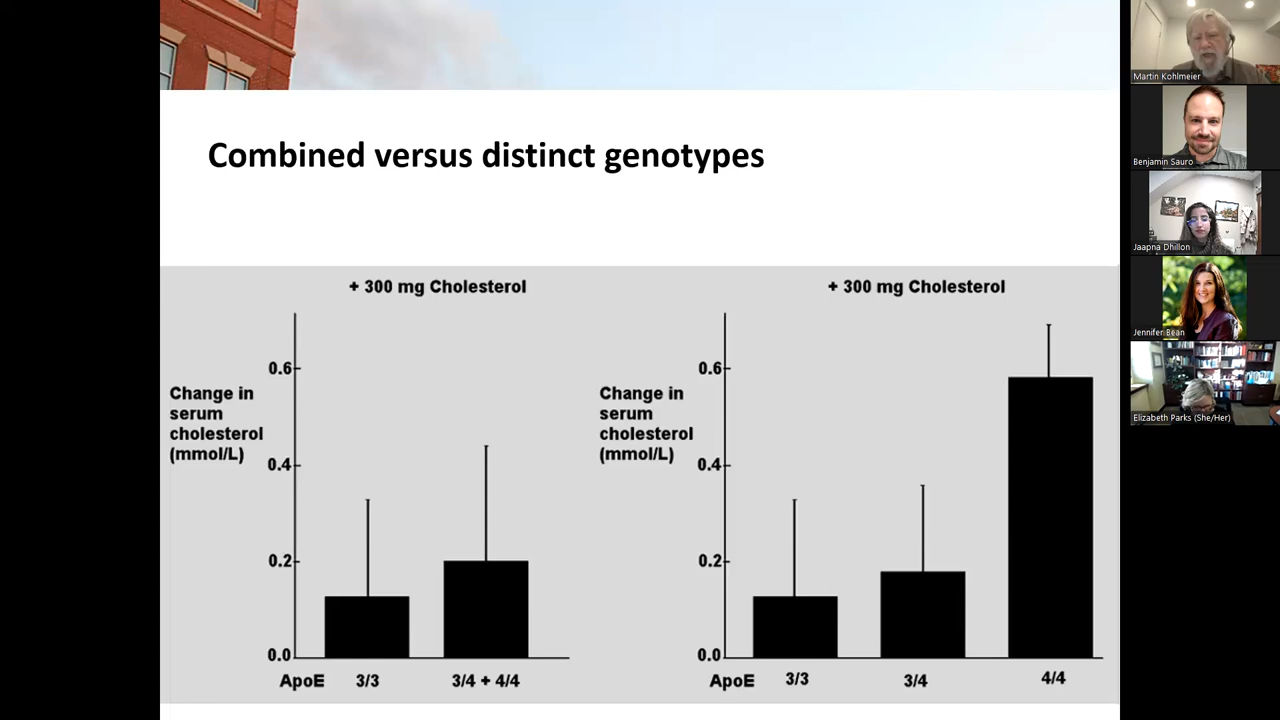 Combined versus distinct genotypes
+ 300 mg Cholesterol
Change in
serum
cholesterol
(mmol/L)
0.6
0.4
0.2
0.0
ApoE 3/3 3/4 + 4/4
+ 300 mg Cholesterol
Change in
serum
cholesterol
(mmol/L)
0.6
0.4
0.2
0.0
ApoE 3/3 3/4 4/4
Martin Kohlmeier
Benjamin Sauro
Jaapna Dhillon
Jennifer Bean
Elizabeth Parks (She/Her)